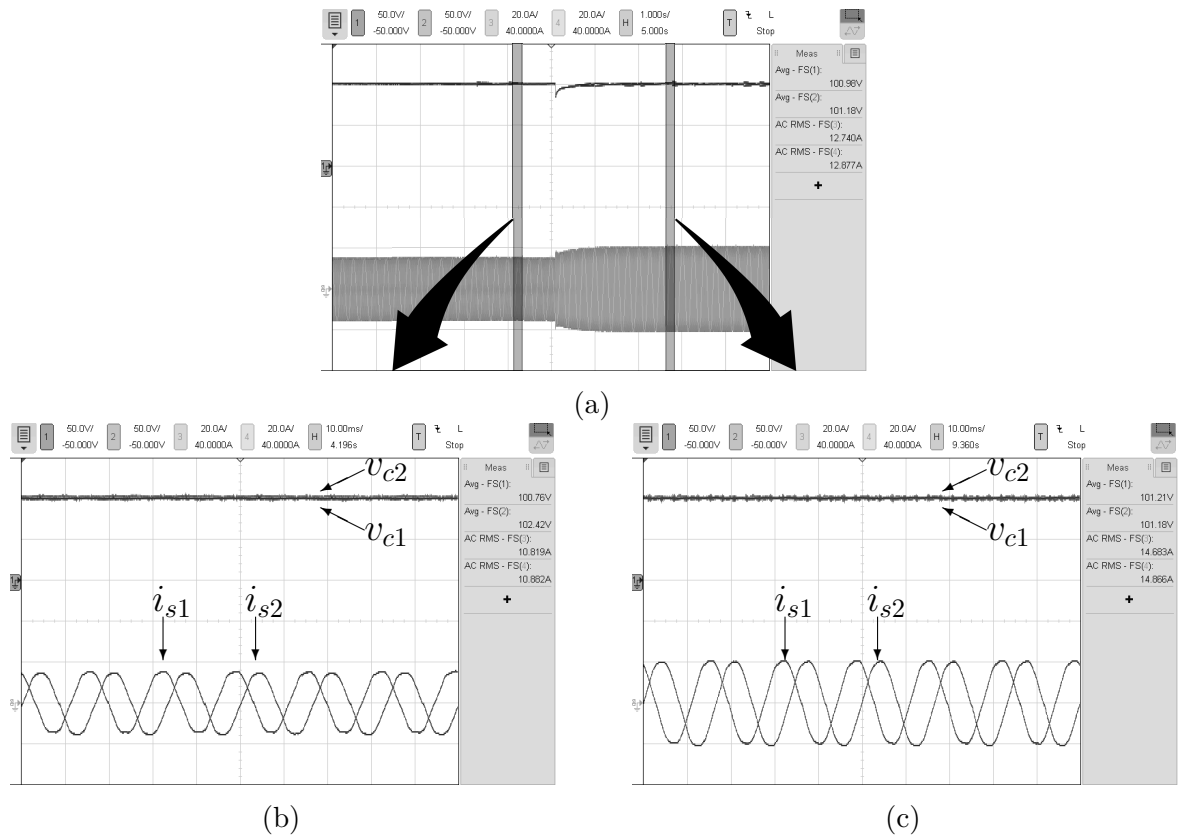 1 50.0V/ 2 50.0V/ 3 20.0A/ 4 20.0A/ H 1.000s/ T L
-50.000V -50.000V 40.0000A 40.0000A 5.000s Stop
Meas
Avg - FS(1):
100.98V
Avg - FS(2):
101.18V
AC RMS - FS(3):
12.740A
AC RMS - FS(4):
12.877A
+
(a)
1 50.0V/ 2 50.0V/ 3 20.0A/ 4 20.0A/ H 10.00ms/ T L
-50.000V -50.000V 40.0000A 40.0000A 4.196s Stop
Meas
Avg - FS(1):
100.76V
Avg - FS(2):
102.42V
AC RMS - FS(3):
10.819A
AC RMS - FS(4):
10.882A
+
vc2
vc1
is1 is2
(b)
1 50.0V/ 2 50.0V/ 3 20.0A/ 4 20.0A/ H 10.00ms/ T L
-50.000V -50.000V 40.0000A 40.0000A 9.360s Stop
Meas
Avg - FS(1):
101.21V
Avg - FS(2):
101.18V
AC RMS - FS(3):
14.683A
AC RMS - FS(4):
14.866A
+
vc2
vc1
is1 is2
(c)